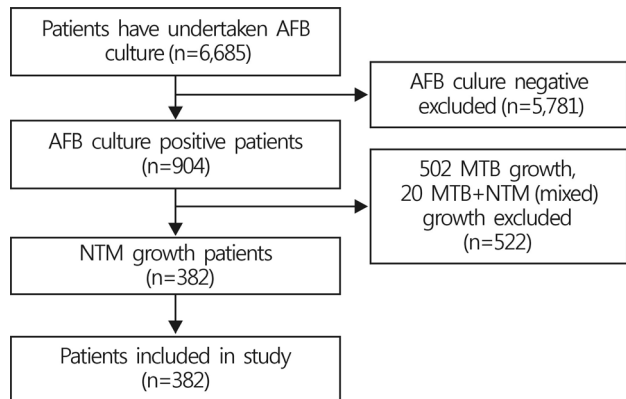 Patients have undertaken AFB
culture (n=6,685)
AFB culure negative
excluded (n=5,781)
AFB culture positive patients
(n=904)
502 MTB growth,
20 MTB+NTM (mixed)
growth excluded
(n=522)
NTM growth patients
(n=382)
Patients included in study
(n=382)